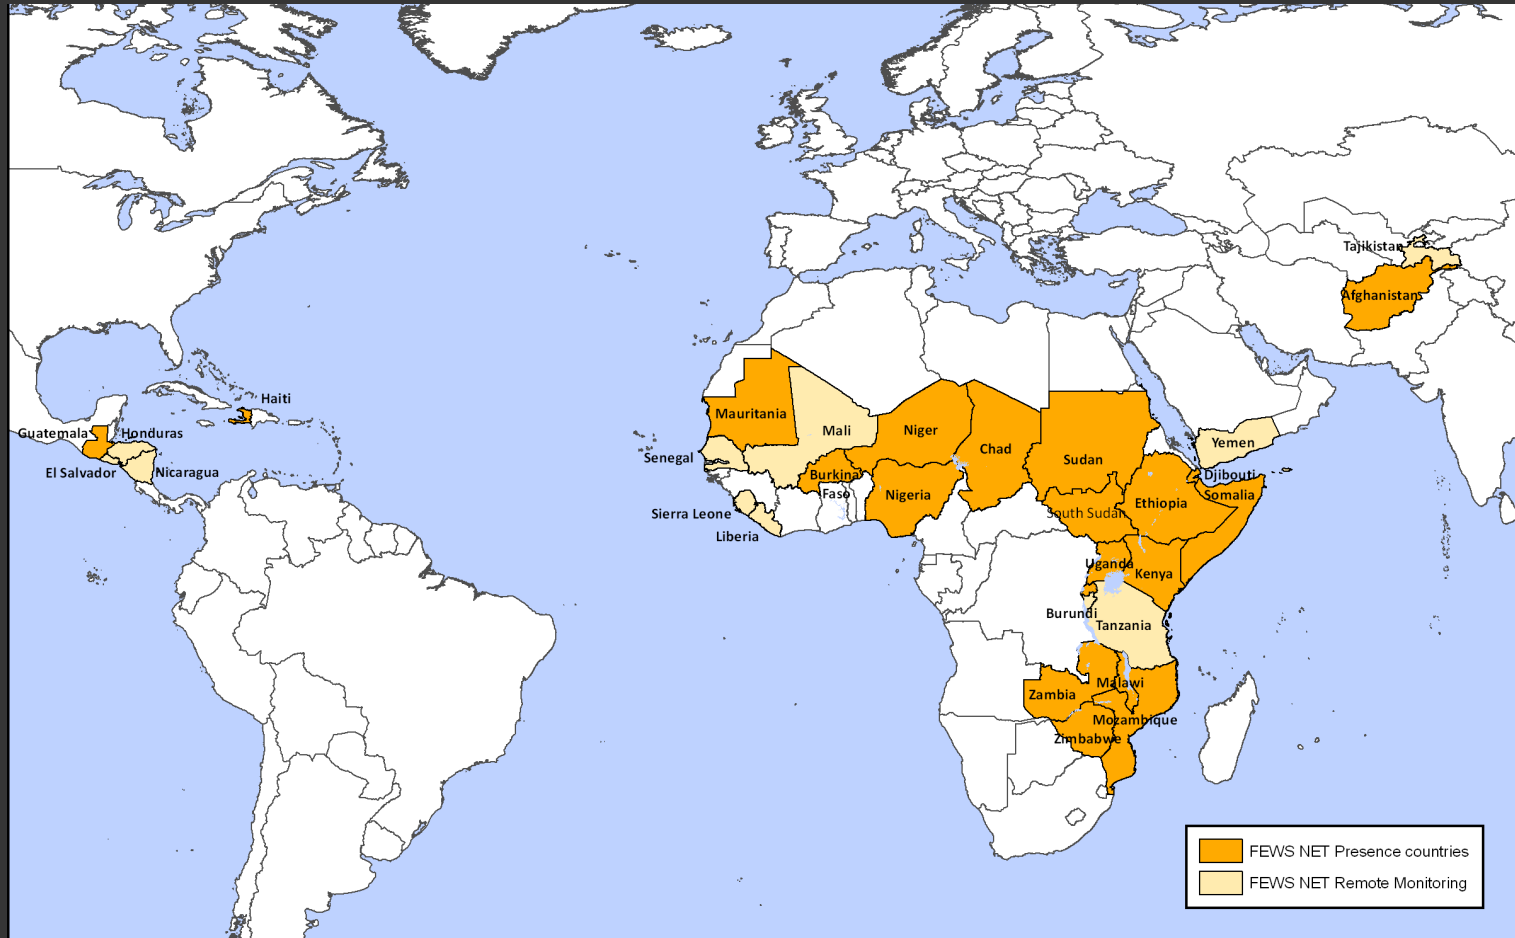 Tajikistan
Afghanistan
Haiti
Guatemala
Honduras
El Salvador
Nicaragua
Mauritania
Mali
Niger
Chad
Sudan
Yemen
Senegal
Burkina
Faso
Nigeria
Djibouti
Somalia
Ethiopia
South Sudan
Sierra Leone
Liberia
Uganda
Kenya
Burundi
Tanzania
Malawi
Zambia
Mozambique
Zimbabwe
FEWS NET Presence countries
FEWS NET Remote Monitoring